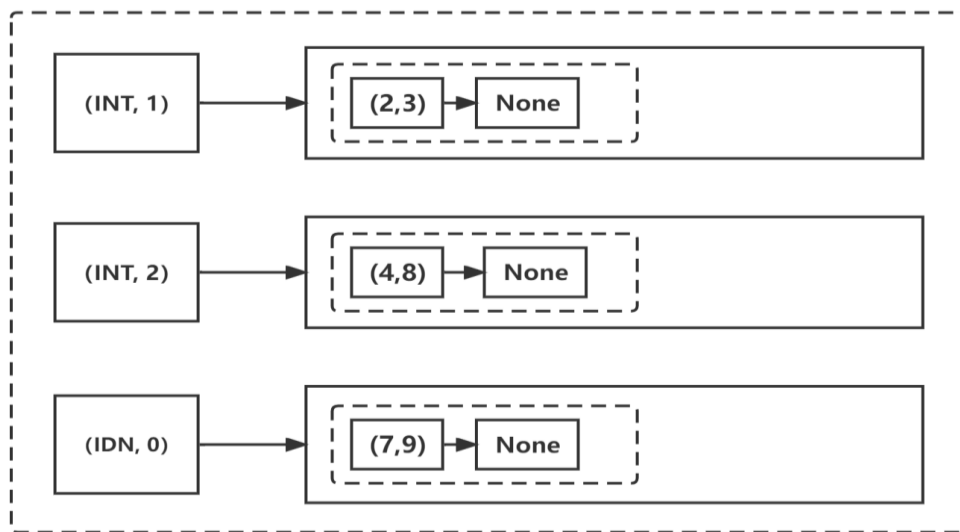 (INT, 1) (2,3) None
(INT, 2) (4,8) None
(IDN, 0) (7,9) None